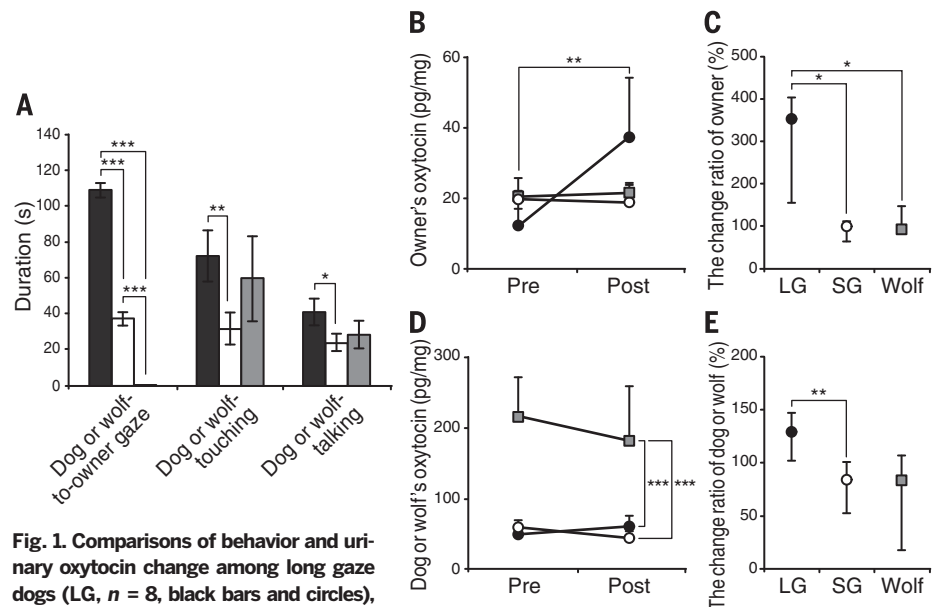 A
Duration (s)
140
120
100
80
60
40
20
0
***
***
***
**
*
Dog or wolf-
to-owner gaze
Dog or wolf-
touching
Dog or wolf-
talking
B
Owner's oxytocin (pg/mg)
60
40
20
0
**
Pre Post
C
The change ratio of owner (%)
500
400
300
200
100
0
*
*
LG SG Wolf
D
Dog or wolf's oxytocin (pg/mg)
300
200
100
0
*** ***
Pre Post
E
The change ratio of dog or wolf (%)
200
150
100
50
0
**
LG SG Wolf
Fig. 1. Comparisons of behavior and uri-
nary oxytocin change among long gaze
dogs (LG, n = 8, black bars and circles),